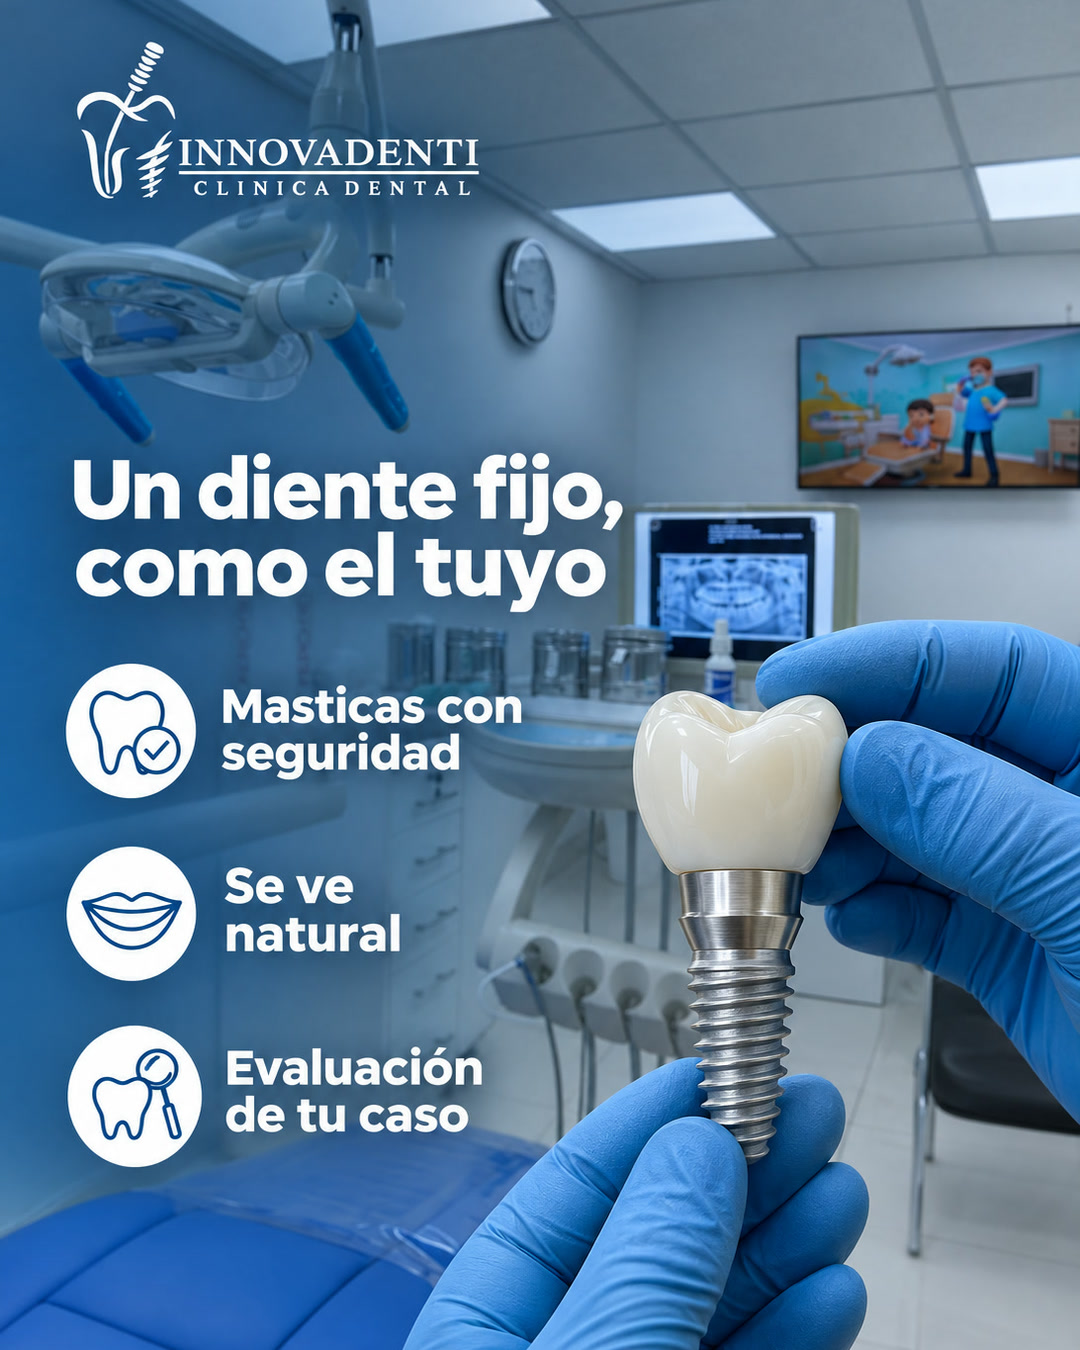 INNOVADENTI
CLINICA DENTAL
Un diente fijo,
como el tuyo
Masticas con
seguridad
Se ve
natural
Evaluación
de tu caso